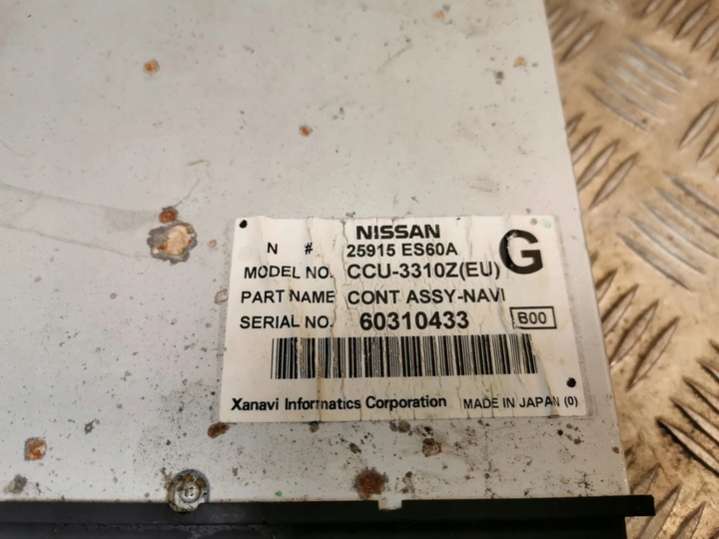 NISSAN
N # 25915 ES60A
G
MODEL NO. CCU-3310Z(EU)
PART NAME CONT ASSY-NAVI
SERIAL NO. 60310433 B00
Xanavi Informatics Corporation MADE IN JAPAN (0)